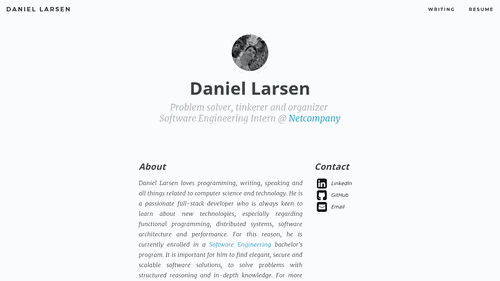 DANIEL LARSEN
WRITING RESUME
Daniel Larsen
Problem solver, tinkerer and organizer
Software Engineering Intern @ Netcompany
About
Daniel Larsen loves programming, writing, speaking and
all things related to computer science and technology. He is
a passionate full-stack developer who is always keen to
learn about new technologies, especially regarding
functional programming, distributed systems, software
architecture and performance. For this reason, he is
currently enrolled in a Software Engineering bachelor's
program. It is important for him to find elegant, secure and
scalable software solutions, to solve problems with
structured reasoning and in-depth knowledge. For more
Contact
LinkedIn
GitHub
Email